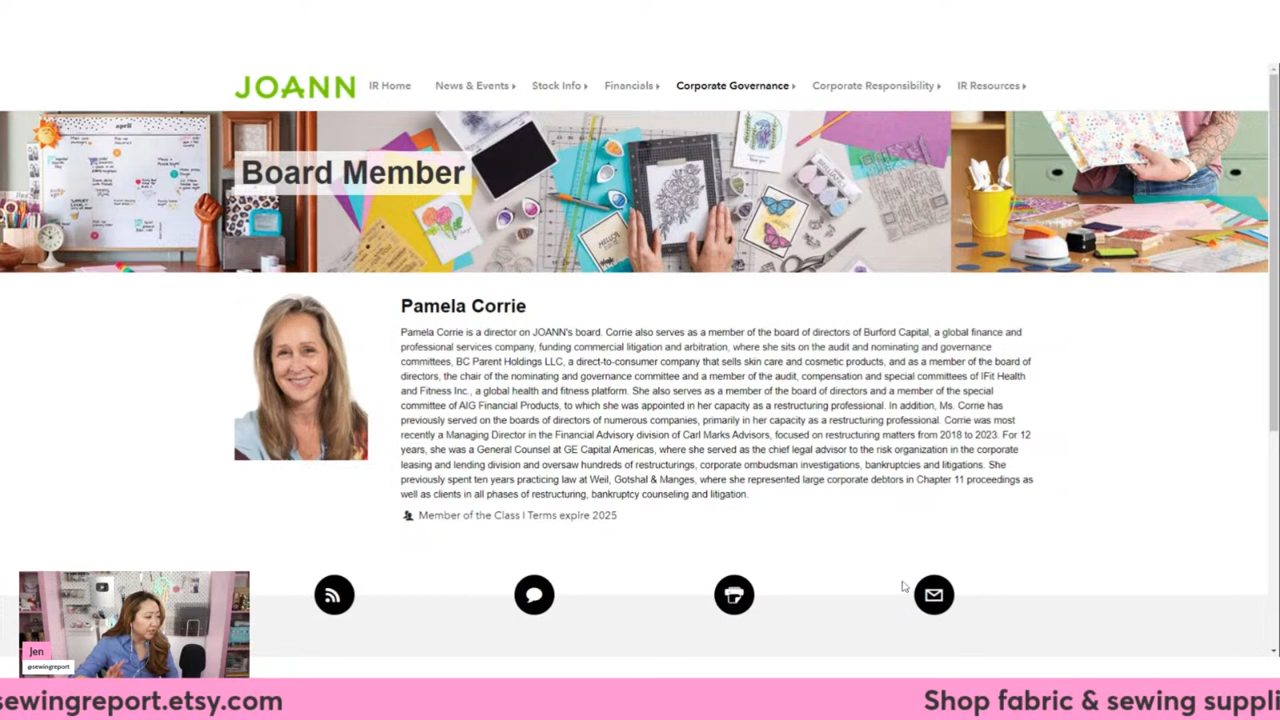 JOANN
IR Home
News & Events
Stock Info
Financials
Corporate Governance
Corporate Responsibility
IR Resources
april
Board Member
Pamela Corrie
Pamela Corrie is a director on JOANN's board. Corrie also serves as a member of the board of directors of Burford Capital, a global finance and
professional services company, funding commercial litigation and arbitration, where she sits on the audit and nominating and governance
committees, BC Parent Holdings LLC, a direct-to-consumer company that sells skin care and cosmetic products, and as a member of the board of
directors, the chair of the nominating and governance committee and a member of the audit, compensation and special committees of IFit Health
and Fitness Inc., a global health and fitness platform. She also serves as a member of the board of directors and a member of the special
committee of AIG Financial Products, to which she was appointed in her capacity as a restructuring professional. In addition, Ms. Corrie has
previously served on the boards of directors of numerous companies, primarily in her capacity as a restructuring professional. Corrie was most
recently a Managing Director in the Financial Advisory division of Carl Marks Advisors, focused on restructuring matters from 2018 to 2023. For 12
years, she was a General Counsel at GE Capital Americas, where she served as the chief legal advisor to the risk organization in the corporate
leasing and lending division and oversaw hundreds of restructurings, corporate ombudsman investigations, bankruptcies and litigations. She
previously spent ten years practicing law at Weil, Gotshal & Manges, where she represented large corporate debtors in Chapter 11 proceedings as
well as clients in all phases of restructuring, bankruptcy counseling and litigation.
Member of the Class I Terms expire 2025
Jen
@sewingreport
sewingreport.etsy.com
Shop fabric & sewing suppli